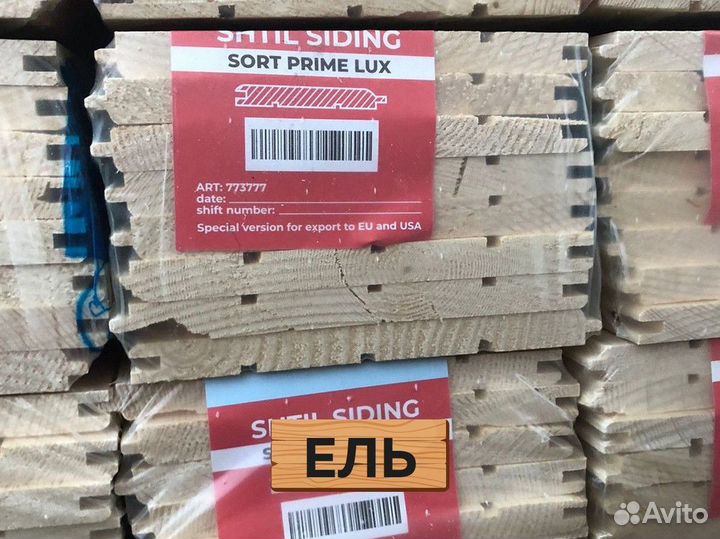 SHTIL SIDING
SORT PRIME LUX
ART: 773777
date:
shift number:
Special version for export to EU and USA
SHTIL SIDING
ЕЛЬ
Avito